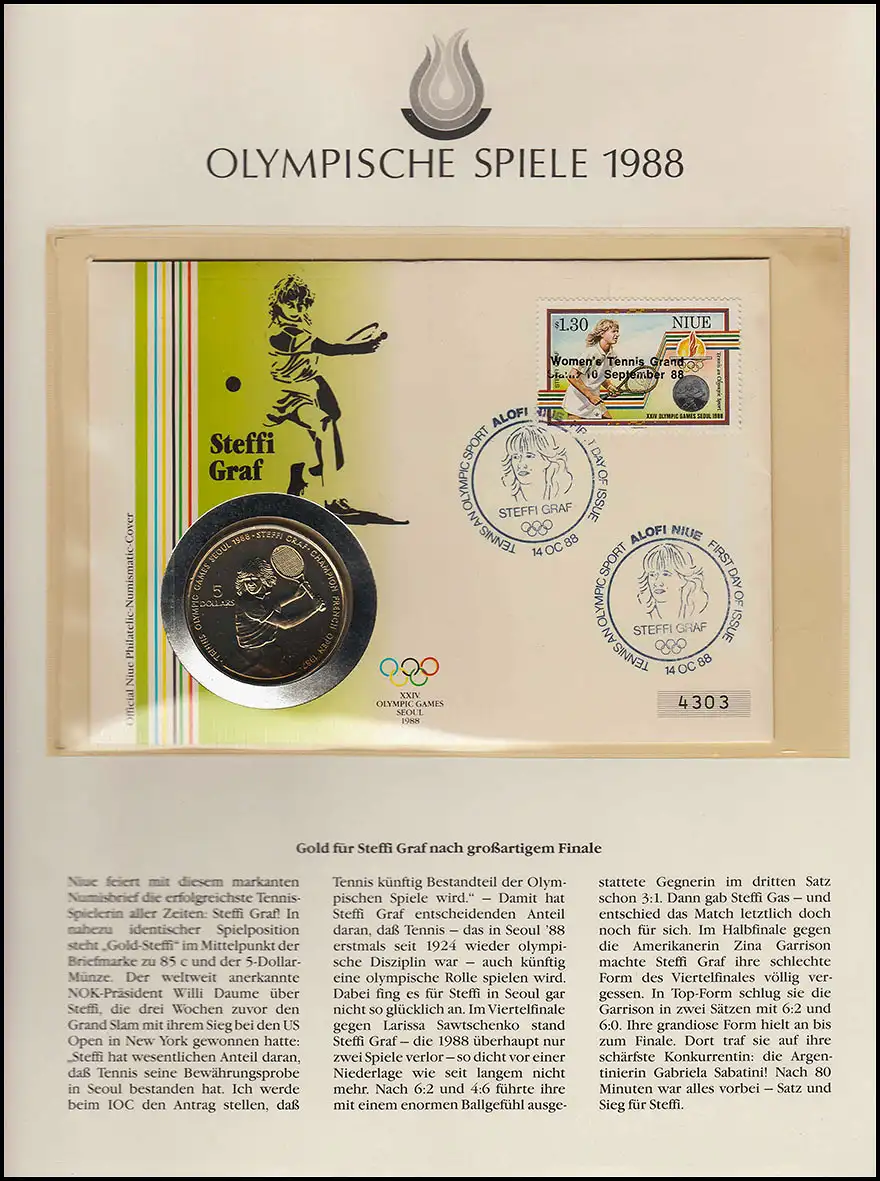 OLYMPISCHE SPIELE 1988
Steffi
Graf
$1.30
NIUE
Women's Tennis Grand
10 September 88
Tennis an Olympic Sport
XXIV OLYMPIC GAMES SEOUL 1988
TENNIS AN OLYMPIC SPORT ALOFI NIUE FIRST DAY OF ISSUE
STEFFI GRAF
14 OC 88
TENNIS AN OLYMPIC SPORT ALOFI NIUE FIRST DAY OF ISSUE
STEFFI GRAF
14 OC 88
Official Niue Philatelic-Numismatic-Cover
· TENNIS, OLYMPIC GAMES SEOUL 1988 · STEFFI GRAF · CHAMPION FRENCH OPEN 1987 ·
5
DOLLARS
XXIV
OLYMPIC GAMES
SEOUL
1988
4303
Gold für Steffi Graf nach großartigem Finale
Niue feiert mit diesem markanten
Numisbrief die erfolgreichste Tennis-
Spielerin aller Zeiten: Steffi Graf! In
nahezu identischer Spielposition
steht „Gold-Steffi“ im Mittelpunkt der
Briefmarke zu 85 c und der 5-Dollar-
Münze. Der weltweit anerkannte
NOK-Präsident Willi Daume über
Steffi, die drei Wochen zuvor den
Grand Slam mit ihrem Sieg bei den US
Open in New York gewonnen hatte:
„Steffi hat wesentlichen Anteil daran,
daß Tennis seine Bewährungsprobe
in Seoul bestanden hat. Ich werde
beim IOC den Antrag stellen, daß
Tennis künftig Bestandteil der Olym-
pischen Spiele wird.“ – Damit hat
Steffi Graf entscheidenden Anteil
daran, daß Tennis – das in Seoul '88
erstmals seit 1924 wieder olympi-
sche Disziplin war – auch künftig
eine olympische Rolle spielen wird.
Dabei fing es für Steffi in Seoul gar
nicht so glücklich an. Im Viertelfinale
gegen Larissa Sawtschenko stand
Steffi Graf – die 1988 überhaupt nur
zwei Spiele verlor – so dicht vor einer
Niederlage wie seit langem nicht
mehr. Nach 6:2 und 4:6 führte ihre
mit einem enormen Ballgefühl ausge-
stattete Gegnerin im dritten Satz
schon 3:1. Dann gab Steffi Gas – und
entschied das Match letztlich doch
noch für sich. Im Halbfinale gegen
die Amerikanerin Zina Garrison
machte Steffi Graf ihre schlechte
Form des Viertelfinales völlig ver-
gessen. In Top-Form schlug sie die
Garrison in zwei Sätzen mit 6:2 und
6:0. Ihre grandiose Form hielt an bis
zum Finale. Dort traf sie auf ihre
schärfste Konkurrentin: die Argen-
tinierin Gabriela Sabatini! Nach 80
Minuten war alles vorbei – Satz und
Sieg für Steffi.